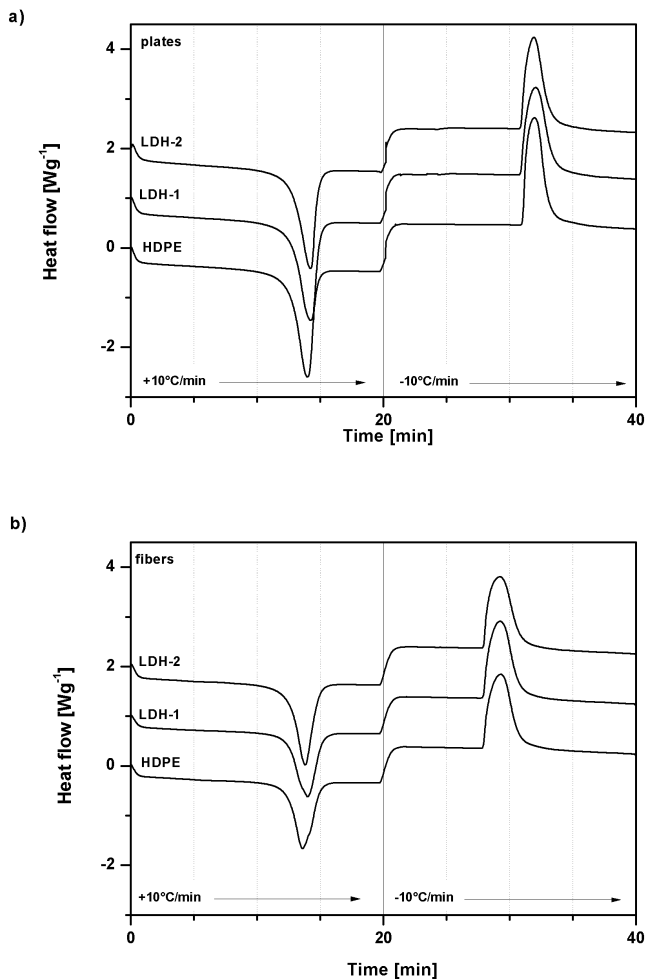 a)
plates
4
2
0
-2
Heat flow [Wg⁻¹]
LDH-2
LDH-1
HDPE
+10°C/min
-10°C/min
0
20
40
Time [min]
b)
fibers
4
2
0
-2
Heat flow [Wg⁻¹]
LDH-2
LDH-1
HDPE
+10°C/min
-10°C/min
0
20
40
Time [min]